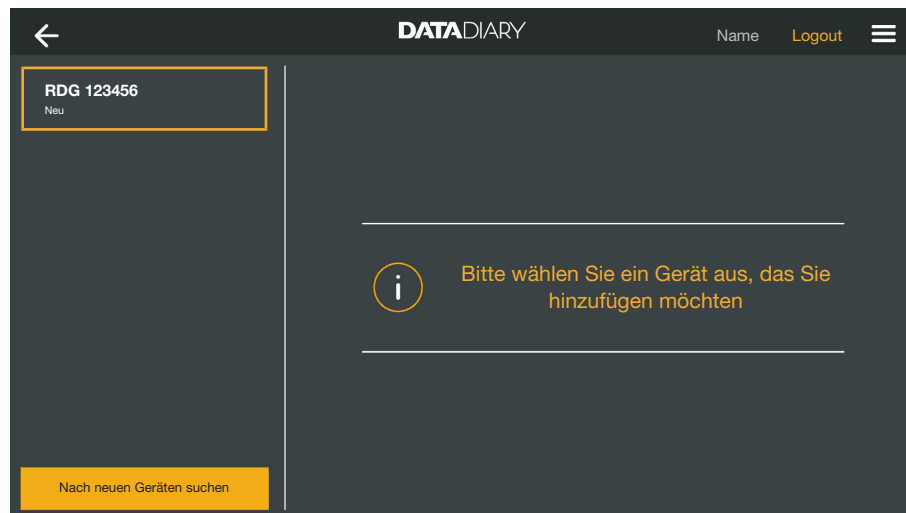 DATADIARY
Name
Logout
RDG 123456
Neu
Bitte wählen Sie ein Gerät aus, das Sie
hinzufügen möchten
Nach neuen Geräten suchen